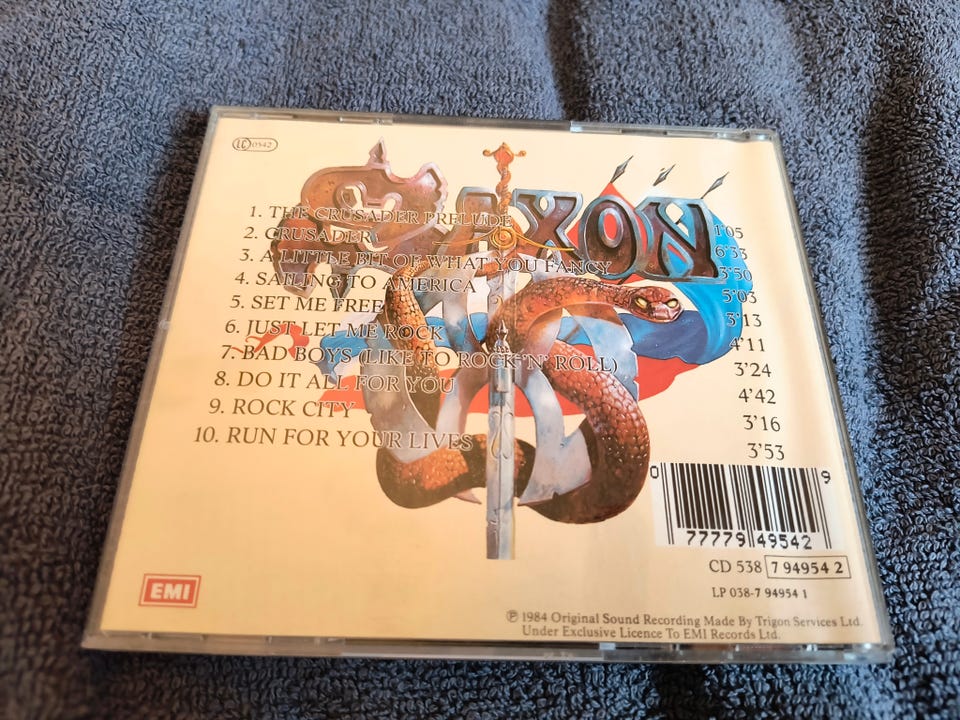 LC 0542
SAXON
1. THE CRUSADER PRELUDE 1'05
2. CRUSADER 6'33
3. A LITTLE BIT OF WHAT YOU FANCY 3'50
4. SAILING TO AMERICA 5'03
5. SET ME FREE 3'13
6. JUST LET ME ROCK 4'11
7. BAD BOYS (LIKE TO ROCK 'N' ROLL) 3'24
8. DO IT ALL FOR YOU 4'42
9. ROCK CITY 3'16
10. RUN FOR YOUR LIVES 3'53
0 77779 49542 9
CD 538 7 94954 2
LP 038-7 94954 1
EMI
℗ 1984 Original Sound Recording Made By Trigon Services Ltd.
Under Exclusive Licence To EMI Records Ltd.